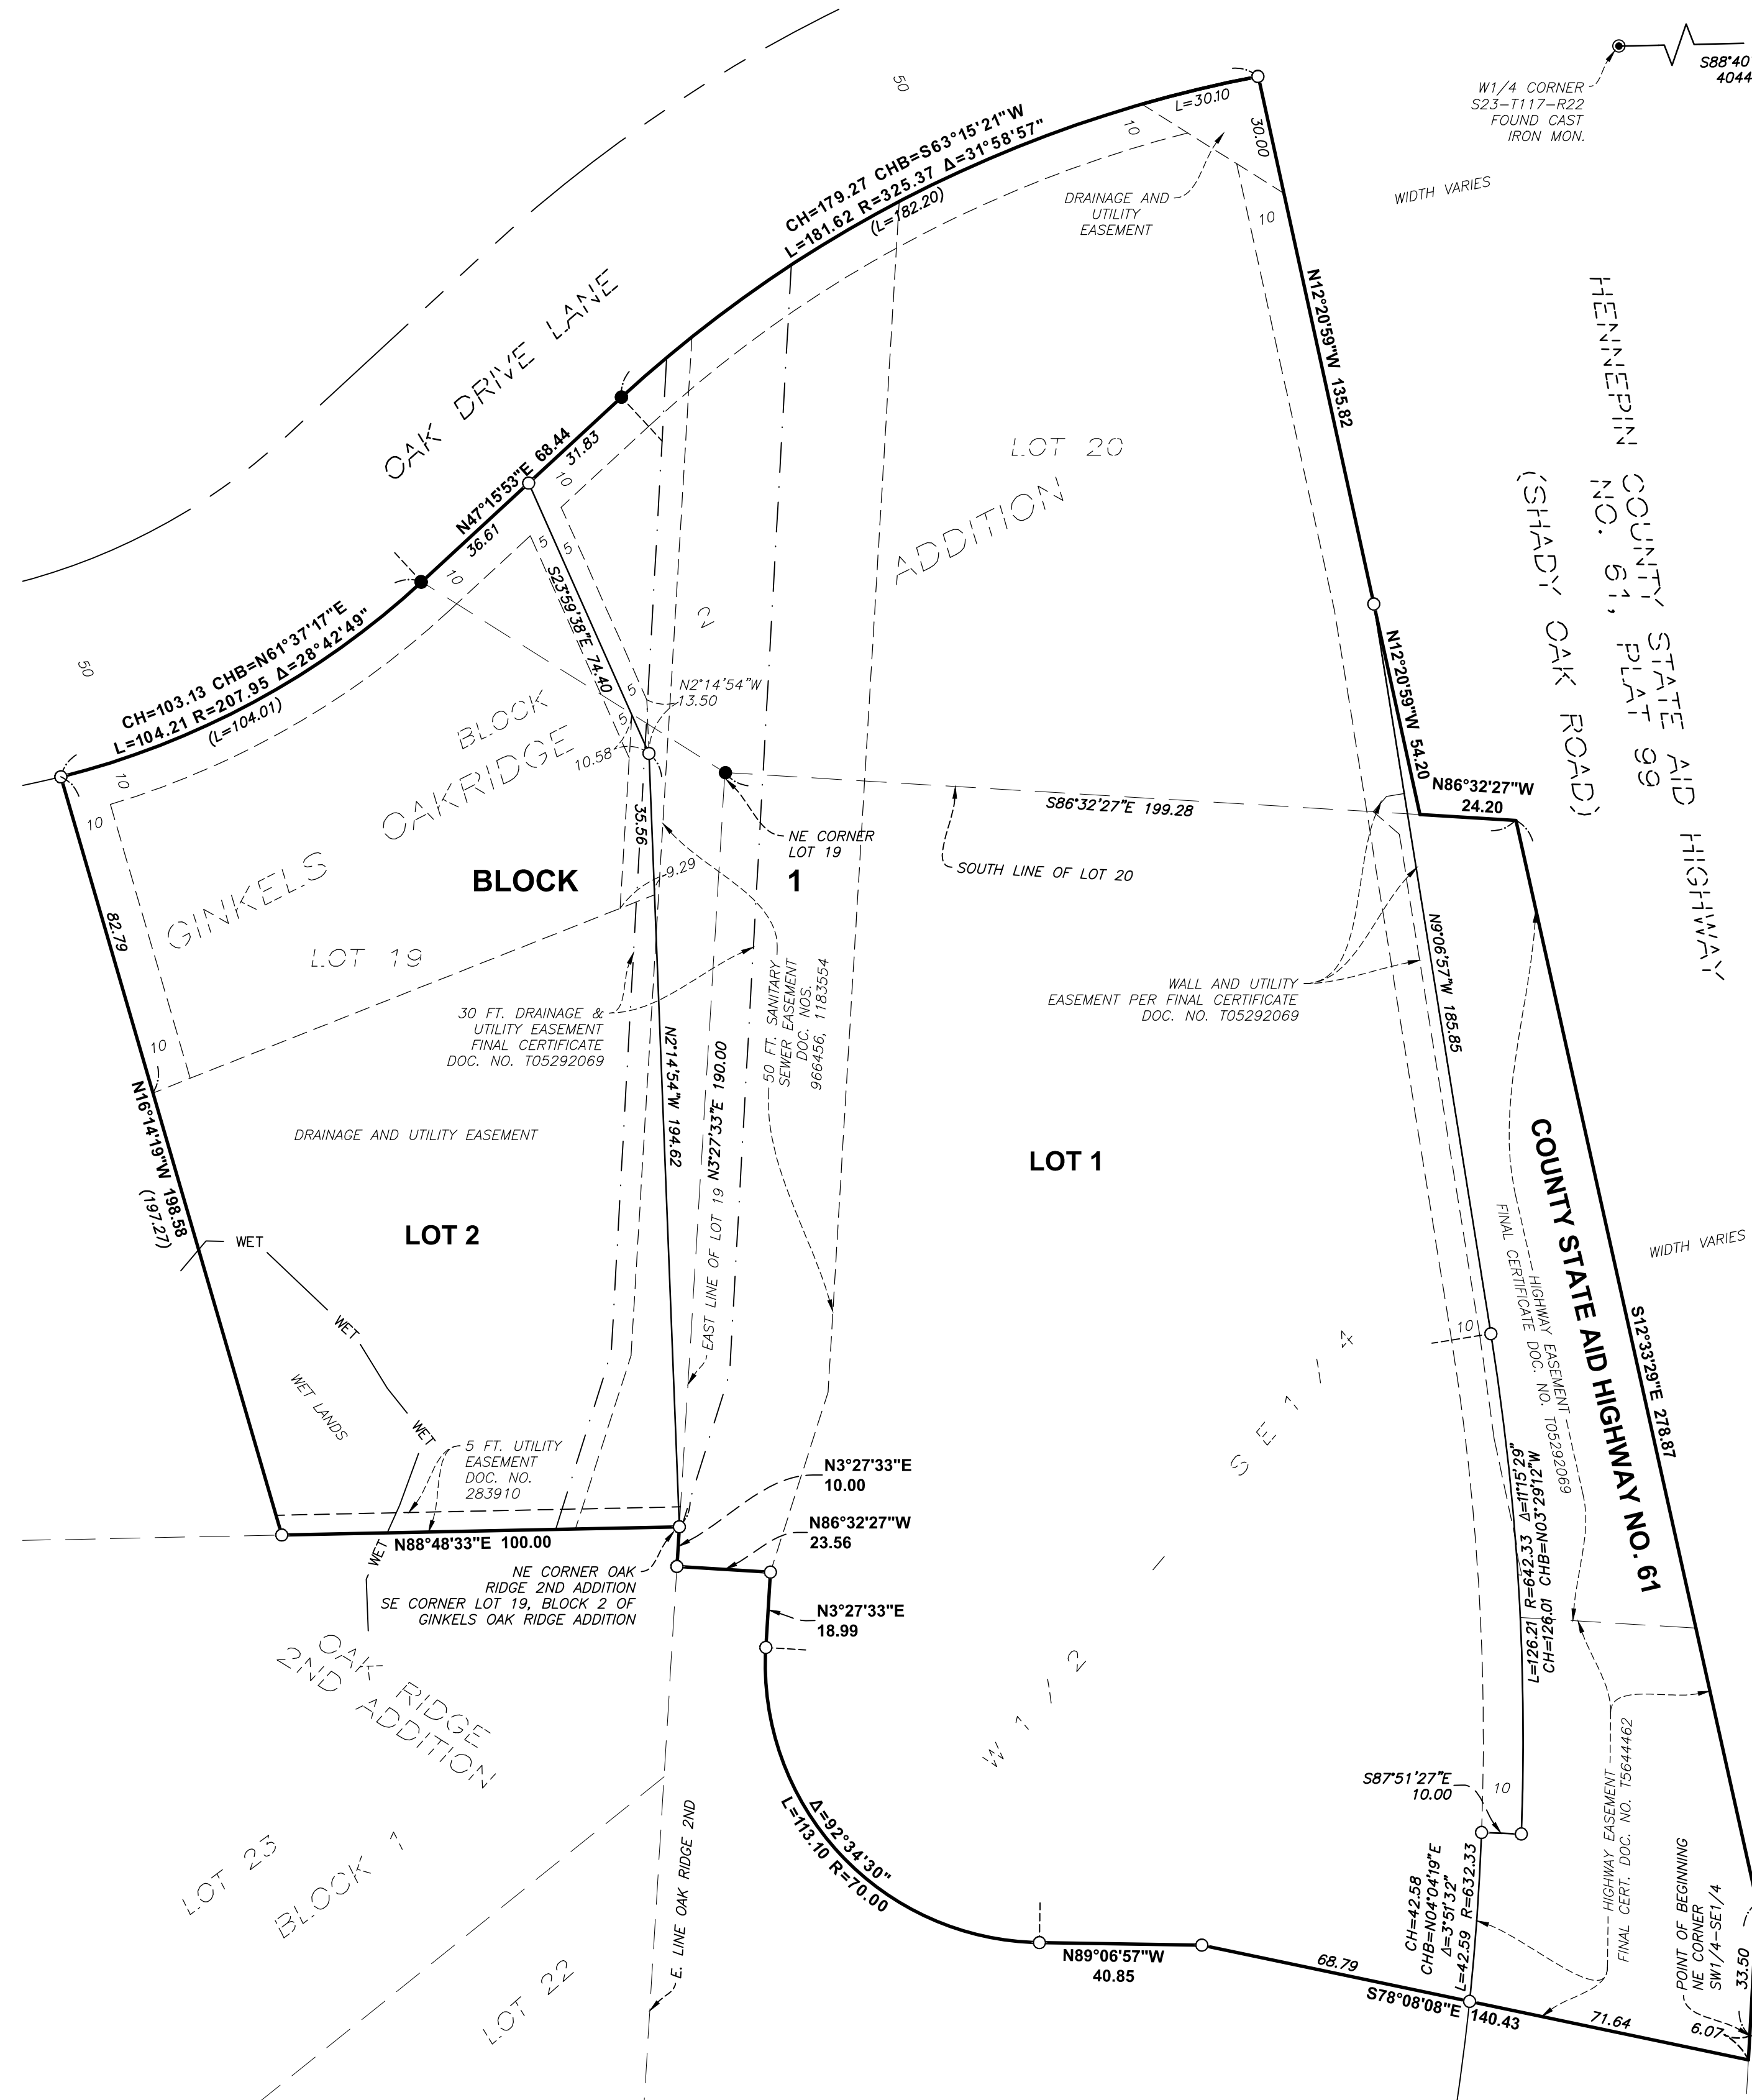 50
S88°40
4044
W1/4 CORNER
S23-T117-R22
FOUND CAST
IRON MON.
L=30.10
10
30.00
CH=179.27 CHB=S63°15'21"W
L=181.62 R=325.37 Δ=31°58'57"
(L=182.20)
DRAINAGE AND
UTILITY
EASEMENT
10
WIDTH VARIES
N12°20'59"W 135.82
HENNEPIN COUNTY STATE AID HIGHWAY
NO. 61, PLAT 99
(SHADY OAK ROAD)
OAK DRIVE LANE
LOT 20
ADDITION
N47°15'53"E 68.44
31.83
36.61
10
5
5
10
S23°59'38"E 74.40
2
CH=103.13 CHB=N61°37'17"E
L=104.21 R=207.95 Δ=28°42'49"
(L=104.01)
50
5
5
N2°14'54"W
13.50
10.58
BLOCK
OAKRIDGE
GINKELS
LOT 19
10
10
N12°20'59"W 54.20
N86°32'27"W
24.20
S86°32'27"E 199.28
NE CORNER
LOT 19
SOUTH LINE OF LOT 20
35.56
9.29
BLOCK 1
82.79
10
N16°14'19"W 198.58
(197.27)
30 FT. DRAINAGE &
UTILITY EASEMENT
FINAL CERTIFICATE
DOC. NO. T05292069
50 FT. SANITARY
SEWER EASEMENT
DOC. NOS.
966456, 1183554
WALL AND UTILITY
EASEMENT PER FINAL CERTIFICATE
DOC. NO. T05292069
N9°06'57"W 185.85
N2°14'54"W 194.62
EAST LINE OF LOT 19 N3°27'33"E 190.00
DRAINAGE AND UTILITY EASEMENT
LOT 1
LOT 2
WET
WET
WET
WET
WET LANDS
COUNTY STATE AID HIGHWAY NO. 61
HIGHWAY EASEMENT
FINAL CERTIFICATE DOC. NO. T05292069
WIDTH VARIES
S12°33'29"E 278.87
10
5 FT. UTILITY
EASEMENT
DOC. NO.
283910
N88°48'33"E 100.00
N3°27'33"E
10.00
N86°32'27"W
23.56
NE CORNER OAK
RIDGE 2ND ADDITION
SE CORNER LOT 19, BLOCK 2 OF
GINKELS OAK RIDGE ADDITION
N3°27'33"E
18.99
L=126.21 R=642.33 Δ=11°15'29"
CH=126.01 CHB=N03°29'12"W
W 1 / 2 — S E 1 — 4
OAK RIDGE
2ND ADDITION
LOT 23
BLOCK 1
LOT 22
E. LINE OAK RIDGE 2ND
Δ=92°34'30"
L=113.10 R=70.00
N89°06'57"W
40.85
S87°51'27"E
10.00
10
CH=42.58
CHB=N04°04'19"E
Δ=3°51'32"
L=42.59 R=632.33
HIGHWAY EASEMENT
FINAL CERT. DOC. NO. T5644462
POINT OF BEGINNING
NE CORNER
SW1/4-SE1/4
33.50
68.79
S78°08'08"E 140.43
71.64
6.07